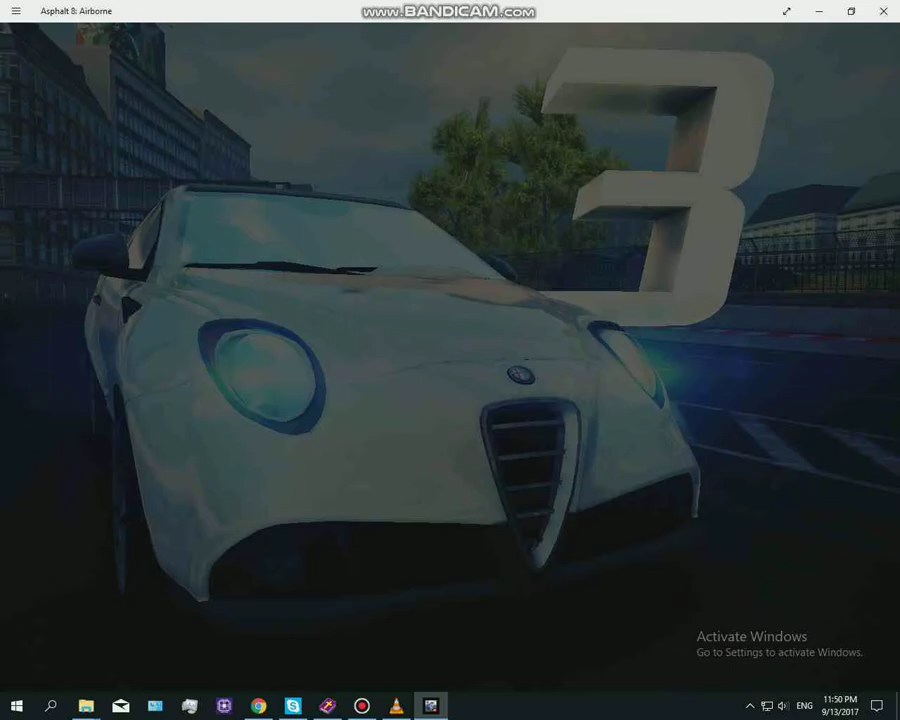 Asphalt 8: Airborne
www.BANDICAM.com
3
Activate Windows
Go to Settings to activate Windows.
ENG
11:50 PM
9/13/2017